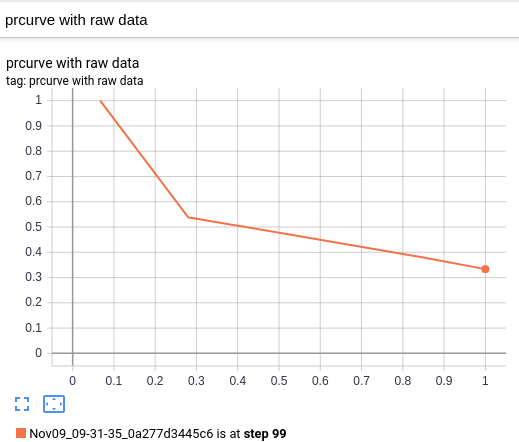 prcurve with raw data
prcurve with raw data
tag: prcurve with raw data
1
0.9
0.8
0.7
0.6
0.5
0.4
0.3
0.2
0.1
0
0 0.1 0.2 0.3 0.4 0.5 0.6 0.7 0.8 0.9 1
Nov09_09-31-35_0a277d3445c6 is at step 99